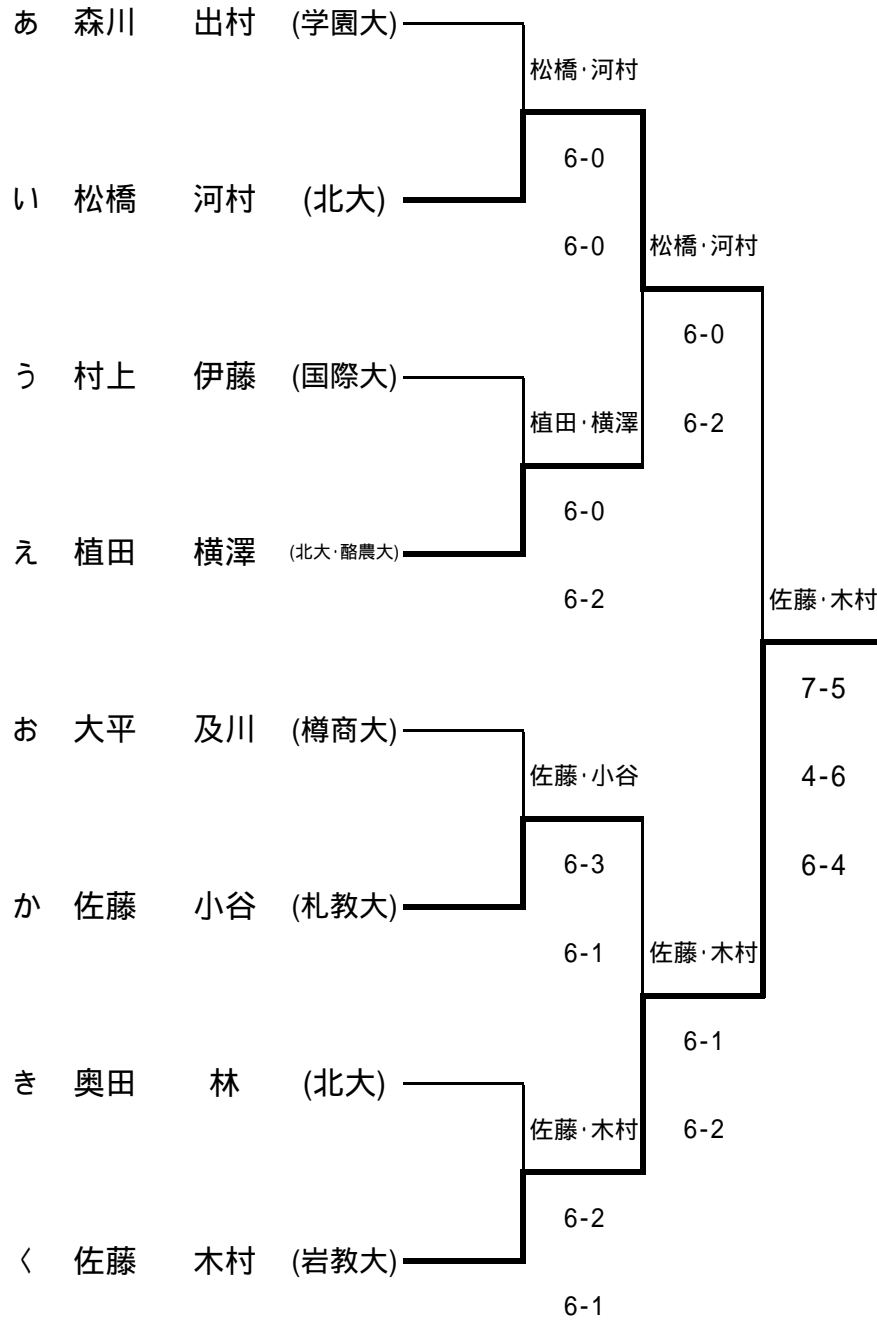 あ 森川 出村 (学園大)
松橋・河村
6-0
い 松橋 河村 (北大)
6-0 松橋・河村
6-0
う 村上 伊藤 (国際大)
植田・横澤 6-2
6-0
え 植田 横澤 (北大・酪農大)
6-2 佐藤・木村
7-5
お 大平 及川 (樽商大)
佐藤・小谷 4-6
6-3 6-4
か 佐藤 小谷 (札教大)
6-1 佐藤・木村
6-1
き 奥田 林 (北大)
佐藤・木村 6-2
6-2
く 佐藤 木村 (岩教大)
6-1